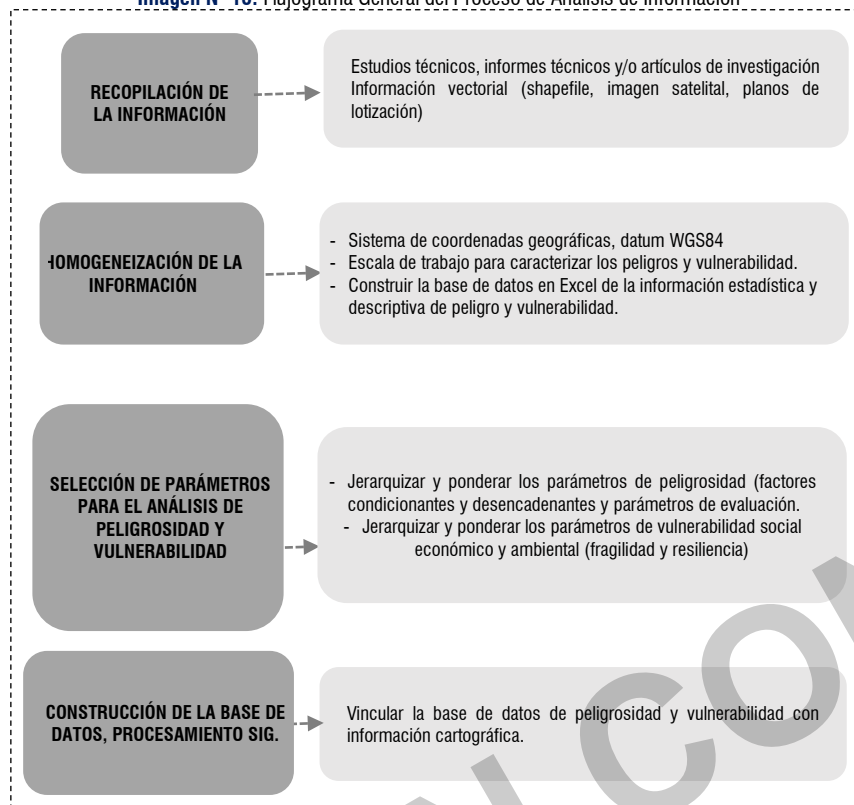 Imagen N° 10: Flujograma General del Proceso de Análisis de Información
RECOPILACIÓN DE
LA INFORMACIÓN
Estudios técnicos, informes técnicos y/o artículos de investigación
Información vectorial (shapefile, imagen satelital, planos de
lotización)
HOMOGENEIZACIÓN DE LA
INFORMACIÓN
- Sistema de coordenadas geográficas, datum WGS84
- Escala de trabajo para caracterizar los peligros y vulnerabilidad.
- Construir la base de datos en Excel de la información estadística y
descriptiva de peligro y vulnerabilidad.
SELECCIÓN DE PARÁMETROS
PARA EL ANÁLISIS DE
PELIGROSIDAD Y
VULNERABILIDAD
- Jerarquizar y ponderar los parámetros de peligrosidad (factores
condicionantes y desencadenantes y parámetros de evaluación.
- Jerarquizar y ponderar los parámetros de vulnerabilidad social
económico y ambiental (fragilidad y resiliencia)
CONSTRUCCIÓN DE LA BASE DE
DATOS, PROCESAMIENTO SIG.
Vincular la base de datos de peligrosidad y vulnerabilidad con
información cartográfica.